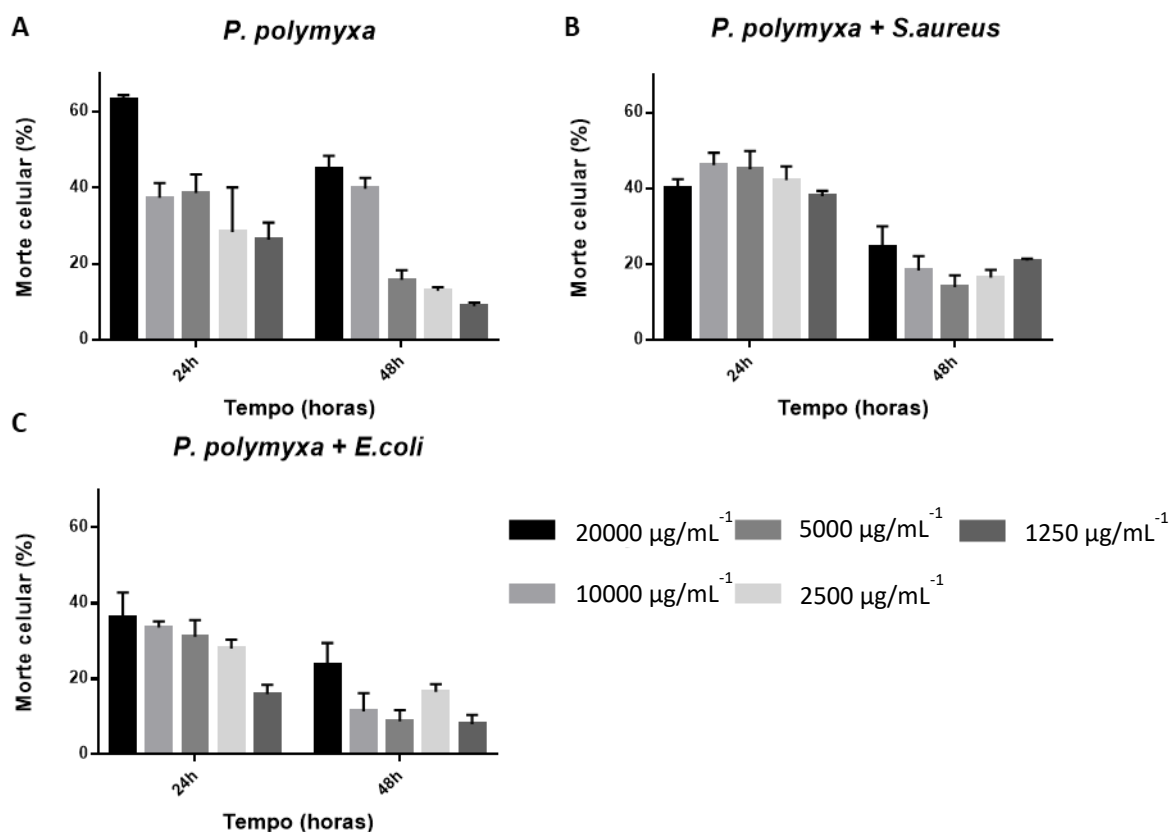 A
P. polymyxa
Morte celular (%)
60
40
20
0
24h
48h
Tempo (horas)
B
P. polymyxa + S.aureus
Morte celular (%)
60
40
20
0
24h
48h
Tempo (horas)
C
P. polymyxa + E.coli
Morte celular (%)
60
40
20
0
24h
48h
Tempo (horas)
20000 µg/mL⁻¹ 5000 µg/mL⁻¹ 1250 µg/mL⁻¹
10000 µg/mL⁻¹ 2500 µg/mL⁻¹